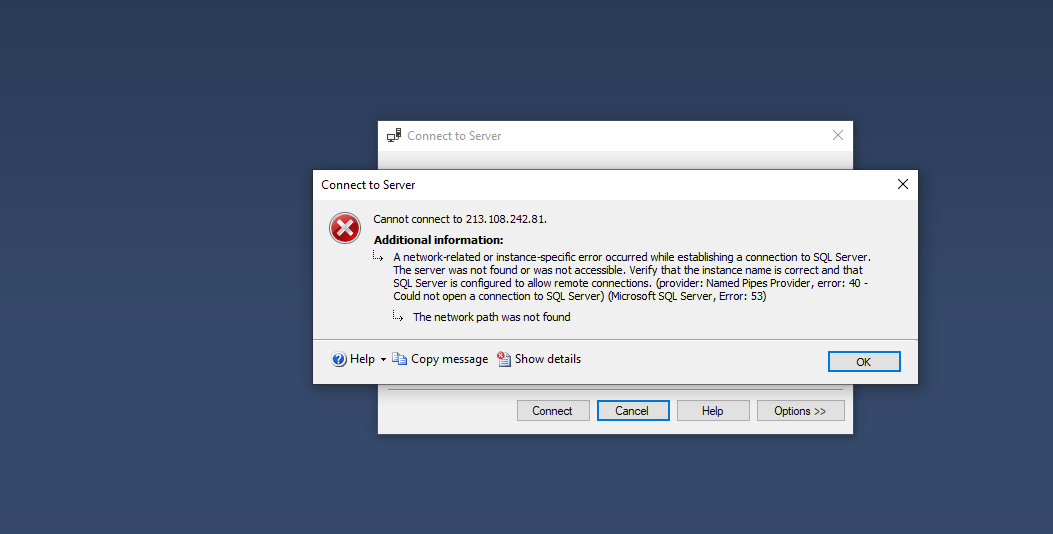 Connect to Server
Connect to Server
Cannot connect to 213.108.242.81.
Additional information:
A network-related or instance-specific error occurred while establishing a connection to SQL Server.
The server was not found or was not accessible. Verify that the instance name is correct and that
SQL Server is configured to allow remote connections. (provider: Named Pipes Provider, error: 40 -
Could not open a connection to SQL Server) (Microsoft SQL Server, Error: 53)
The network path was not found
Help Copy message Show details OK
Connect Cancel Help Options >>